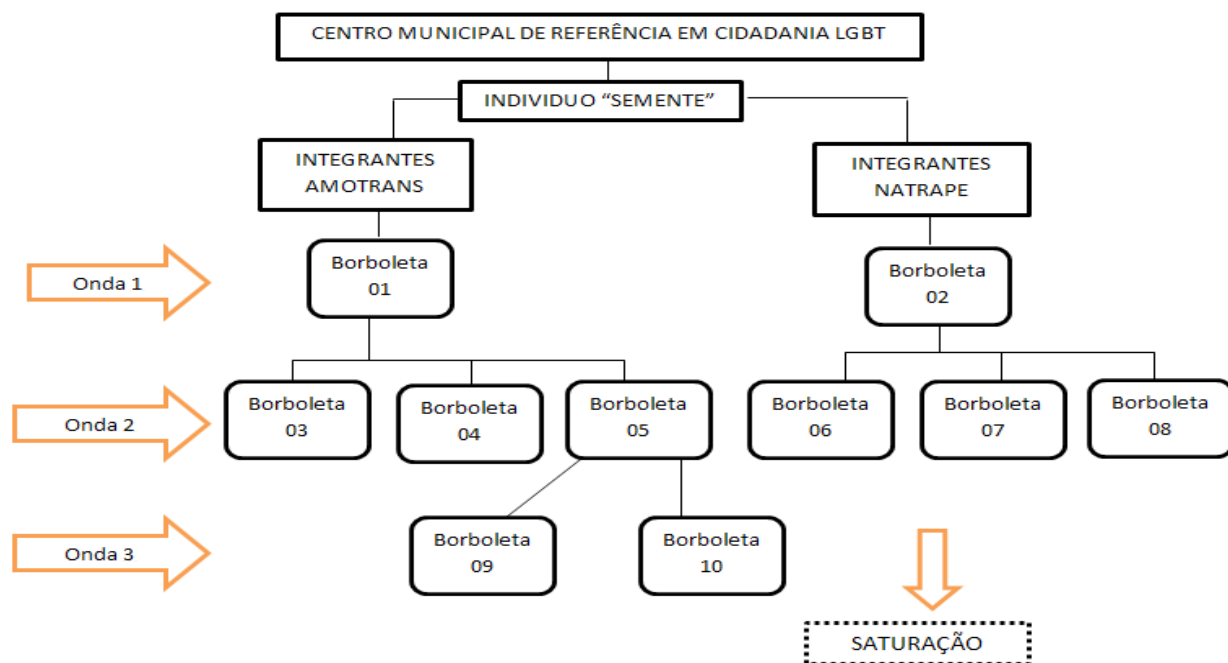 CENTRO MUNICIPAL DE REFERÊNCIA EM CIDADANIA LGBT
INDIVIDUO “SEMENTE”
INTEGRANTES
AMOTRANS
INTEGRANTES
NATRAPE
Onda 1
Borboleta
01
Borboleta
02
Onda 2
Borboleta
03
Borboleta
04
Borboleta
05
Borboleta
06
Borboleta
07
Borboleta
08
Onda 3
Borboleta
09
Borboleta
10
SATURAÇÃO